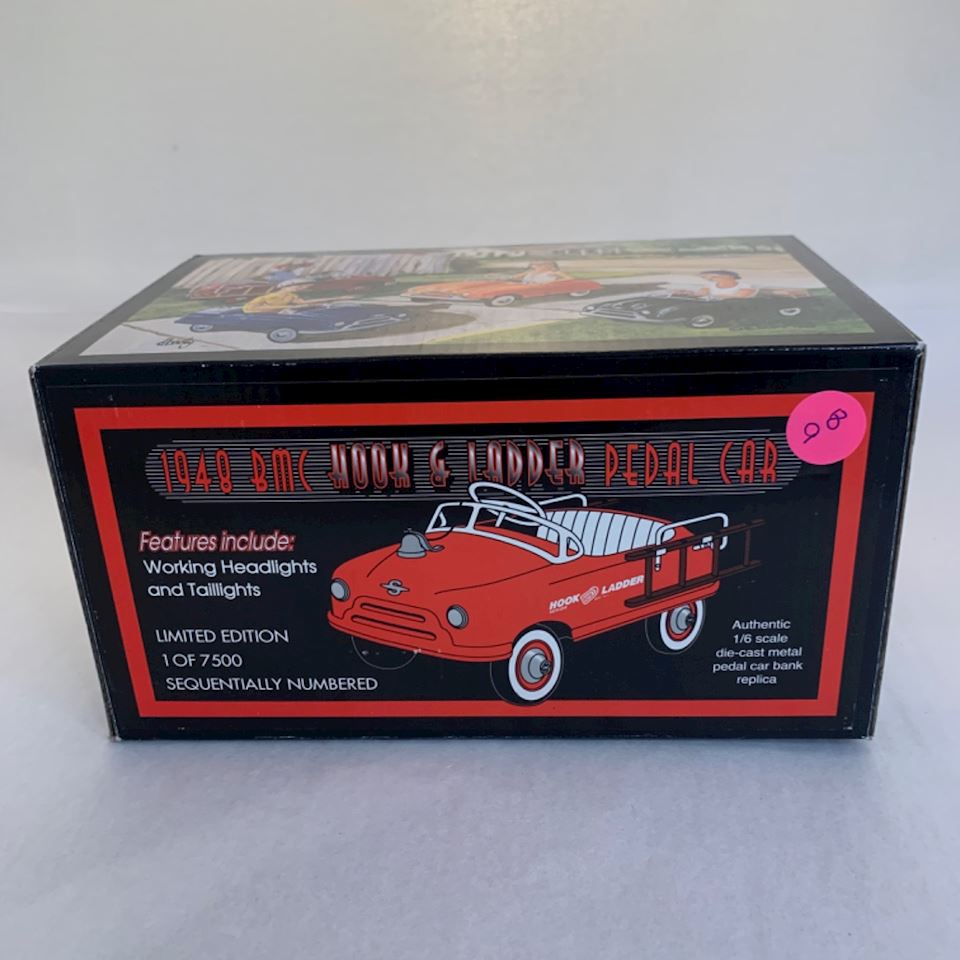 1948 BMC HOOK & LADDER PEDAL CAR
Features include:
Working Headlights
and Taillights
LIMITED EDITION
1 OF 7500
SEQUENTIALLY NUMBERED
HOOK LADDER
Authentic
1/6 scale
die-cast metal
pedal car bank
replica